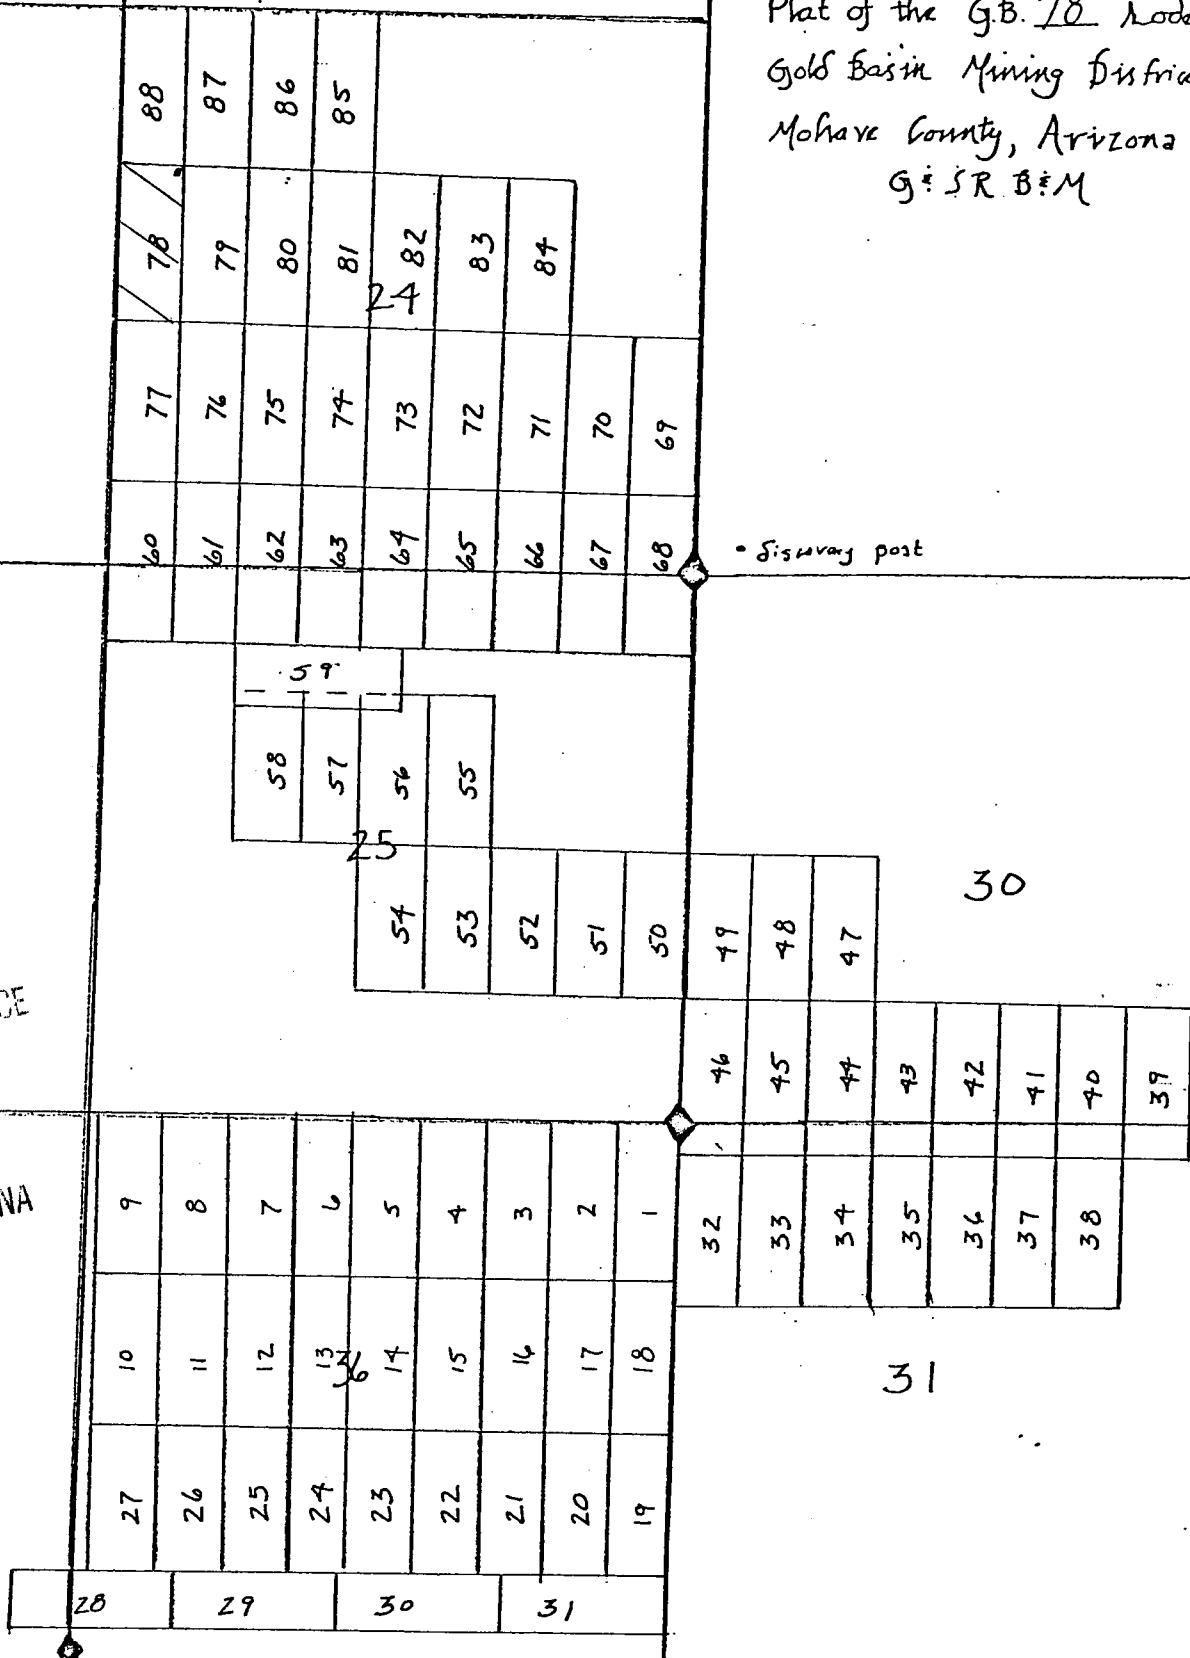 Plat of the G.B. 78 Lode
Gold Basin Mining Distric
Mohave County, Arizona
G & S R B & M
88 87 86 85
78 79 80 81 82 83 84
24
77 76 75 74 73 72 71 70 69
60 61 62 63 64 65 66 67 68
• discovery post
59
58 57 56 55
25
30
54 53 52 51 50 49 48 47
CE
46 45 44 43 42 41 40 39
NA
9 8 7 6 5 4 3 2 1
32 33 34 35 36 37 38
10 11 12 13 14 15 16 17 18
36
31
27 26 25 24 23 22 21 20 19
28 29 30 31